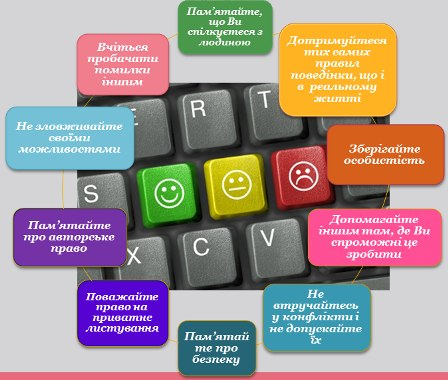 Пам'ятайте,
що Ви
спілкуєтеся з
людиною
Дотримуйтеся
тих самих
правил
поведінки, що і
в реальному
житті
Зберігайте
особистість
Допомагайте
іншим там, де Ви
спроможні це
зробити
Не
втручайтесь
у конфлікти і
не допускайте
їх
Пам'ятай
те про
безпеку
Поважайте
право на
приватне
листування
Пам'ятайте
про авторське
право
Не зловживайте
своїми
можливостями
Вчіться
пробачати
помилки
іншим
E R T
S
X C V